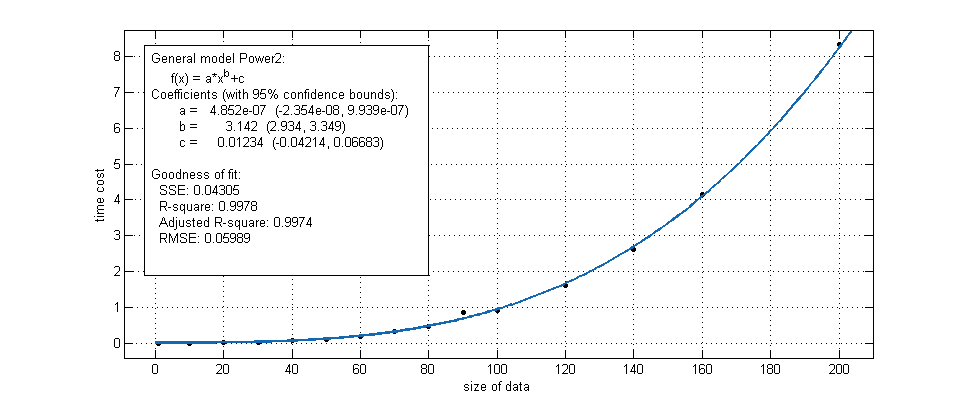 General model Power2:
f(x) = a*x^b+c
Coefficients (with 95% confidence bounds):
a = 4.852e-07 (-2.354e-08, 9.939e-07)
b = 3.142 (2.934, 3.349)
c = 0.01234 (-0.04214, 0.06683)
Goodness of fit:
SSE: 0.04305
R-square: 0.9978
Adjusted R-square: 0.9974
RMSE: 0.05989
time cost
8
7
6
5
4
3
2
1
0
0 20 40 60 80 100 120 140 160 180 200
size of data